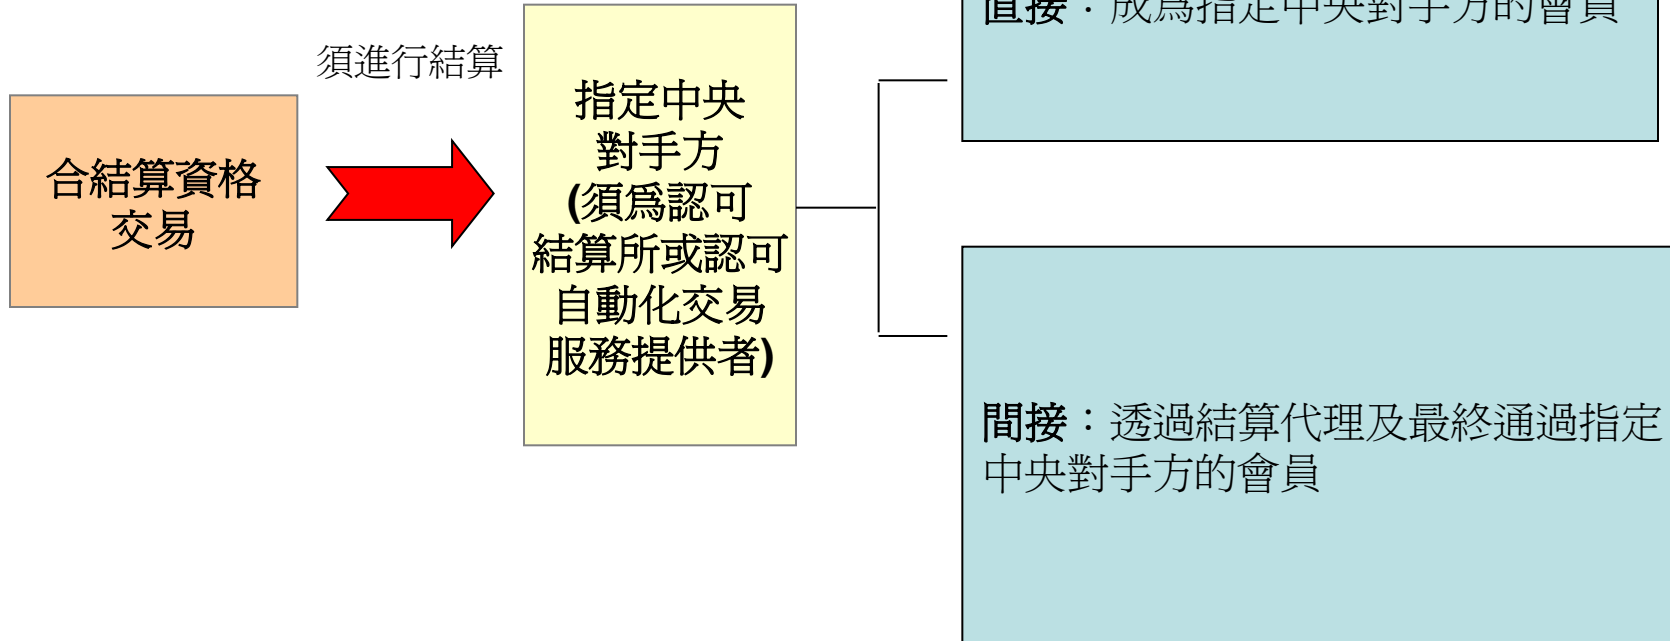 須進行結算
合結算資格
交易
指定中央
對手方
(須為認可
結算所或認可
自動化交易
服務提供者)
直接：成為指定中央對手方的會員
間接：透過結算代理及最終通過指定
中央對手方的會員